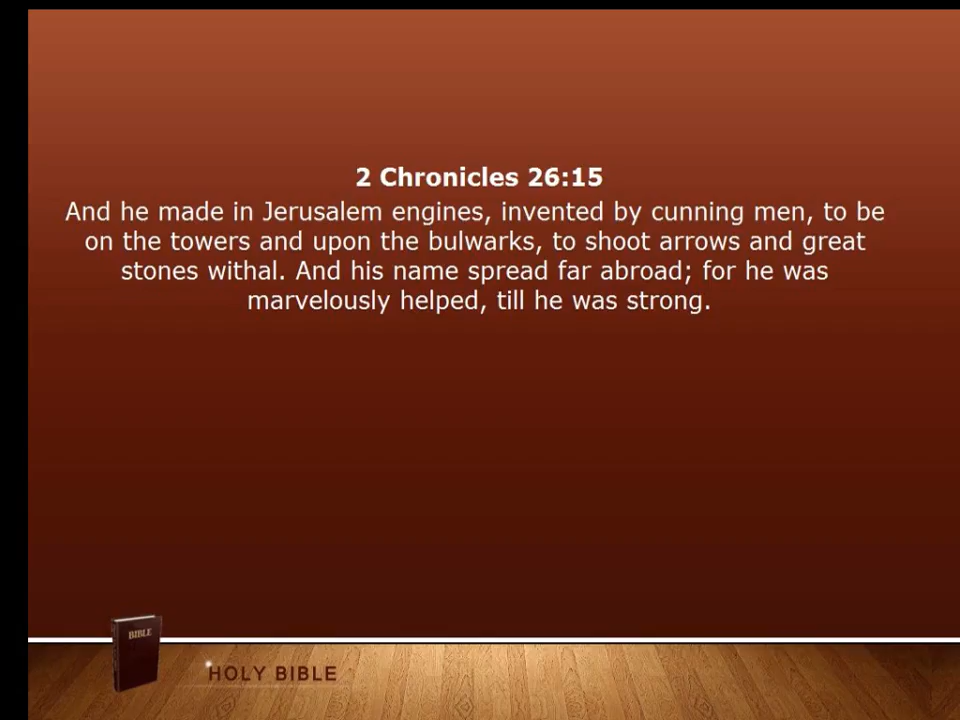 2 Chronicles 26:15
And he made in Jerusalem engines, invented by cunning men, to be
on the towers and upon the bulwarks, to shoot arrows and great
stones withal. And his name spread far abroad; for he was
marvelously helped, till he was strong.
BIBLE
HOLY BIBLE